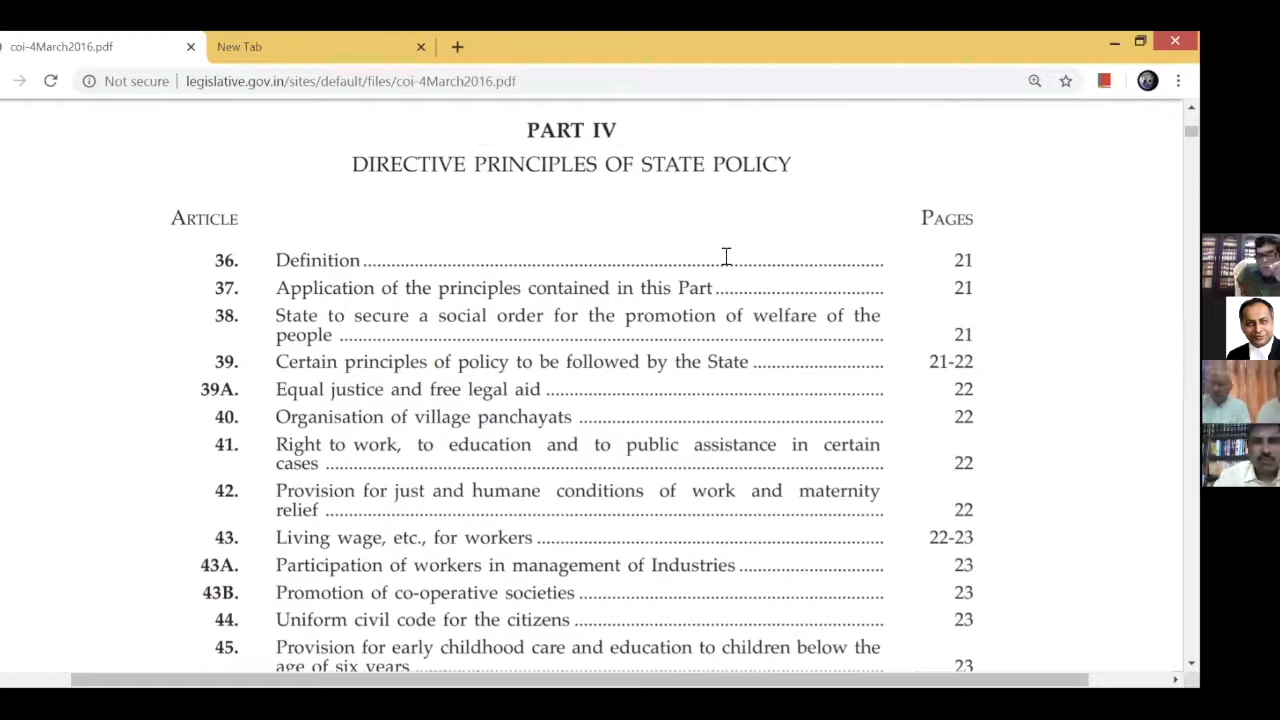 coi-4March2016.pdf
New Tab
Not secure
legislative.gov.in/sites/default/files/coi-4March2016.pdf
PART IV
DIRECTIVE PRINCIPLES OF STATE POLICY
ARTICLE PAGES
36. Definition 21
37. Application of the principles contained in this Part 21
38. State to secure a social order for the promotion of welfare of the
people 21
39. Certain principles of policy to be followed by the State 21-22
39A. Equal justice and free legal aid 22
40. Organisation of village panchayats 22
41. Right to work, to education and to public assistance in certain
cases 22
42. Provision for just and humane conditions of work and maternity
relief 22
43. Living wage, etc., for workers 22-23
43A. Participation of workers in management of Industries 23
43B. Promotion of co-operative societies 23
44. Uniform civil code for the citizens 23
45. Provision for early childhood care and education to children below the
age of six years 23